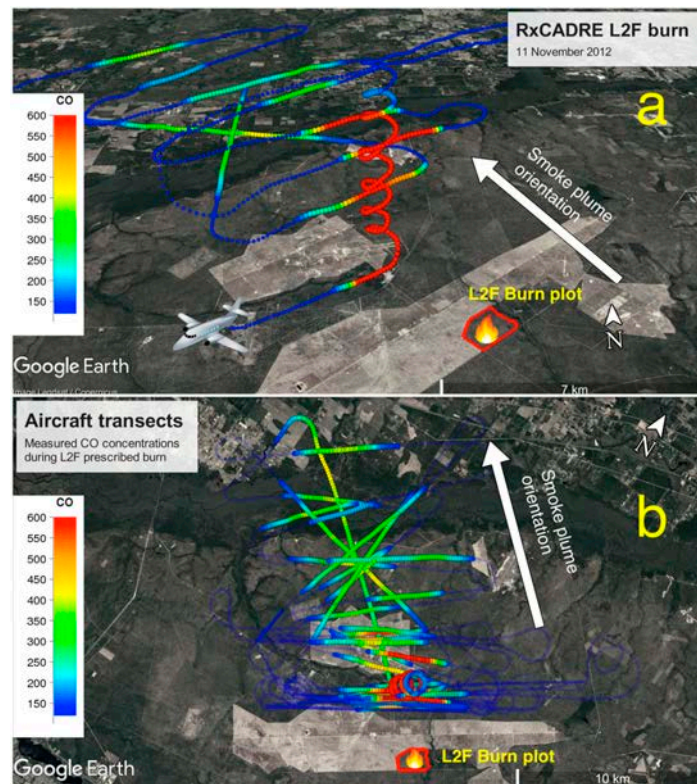 RxCADRE L2F burn
11 November 2012
a
CO
600
550
500
450
400
350
300
250
200
150
Smoke plume
orientation
L2F Burn plot
N
Google Earth
Image Landsat / Copernicus
7 km
Aircraft transects
Measured CO concentrations
during L2F prescribed burn
N
b
CO
600
550
500
450
400
350
300
250
200
150
Smoke plume
orientation
L2F Burn plot
Google Earth
10 km